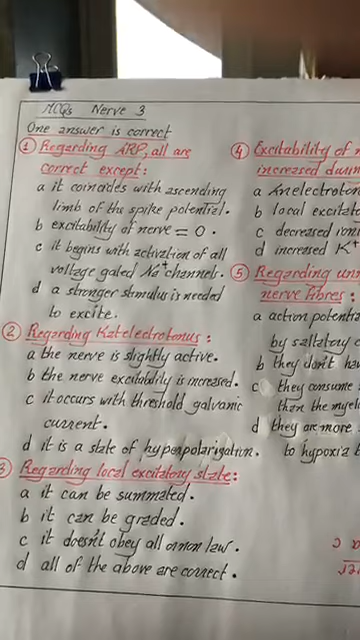 MCQs Nerve 3
One answer is correct
① Regarding ARP, all are
correct except:
a it coincides with ascending
limb of the spike potential.
b excitability of nerve = 0.
c it begins with activation of all
voltage gated Na+ channels.
d a stronger stimulus is needed
to excite.
② Regarding Katelectrotonus:
a the nerve is slightly active.
b the nerve excitability is increased.
c it occurs with threshold galvanic
current.
d it is a state of hyperpolarization.
3 Regarding local excitatory state:
a it can be summated.
b it can be graded.
c it doesn't obey all or non law.
d all of the above are correct.
④ Excitability of
increased
a Anelectroton
b local excitat
c decreased ioni
d increased K+
⑤ Regarding
nerve fibres:
a action potentia
by saltatory
b they don't
c they consume
than the myel
d they are more
to hypoxia